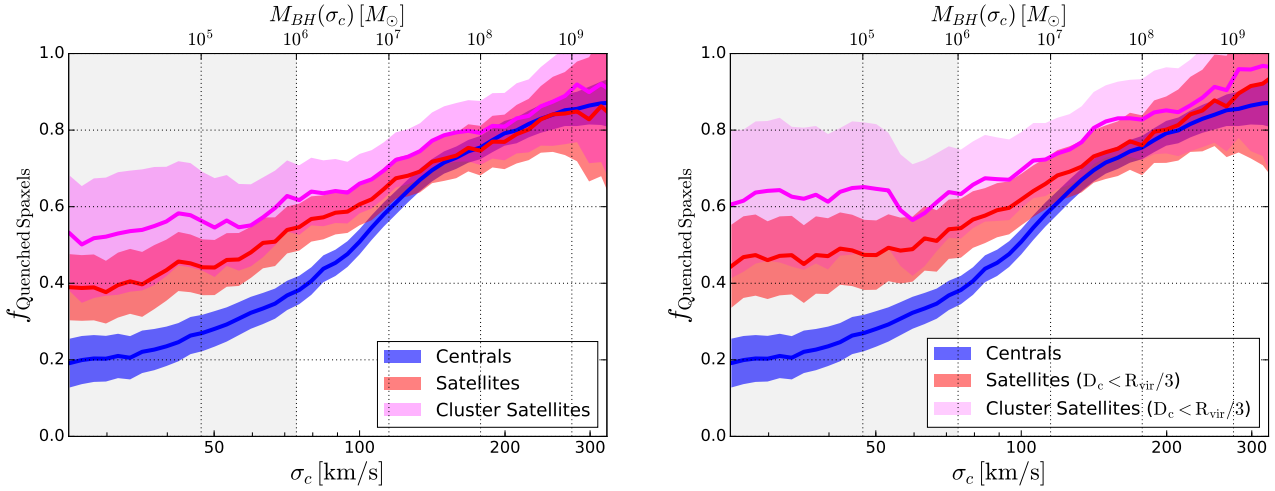 M_BH(σ_c) [M_⊙]
10^5 10^6 10^7 10^8 10^9
1.0
0.8
0.6
0.4
0.2
0.0
f_Quenched Spaxels
Centrals
Satellites
Cluster Satellites
50 100 200 300
σ_c [km/s]
M_BH(σ_c) [M_⊙]
10^5 10^6 10^7 10^8 10^9
1.0
0.8
0.6
0.4
0.2
0.0
f_Quenched Spaxels
Centrals
Satellites (D_c < R_vir/3)
Cluster Satellites (D_c < R_vir/3)
50 100 200 300
σ_c [km/s]